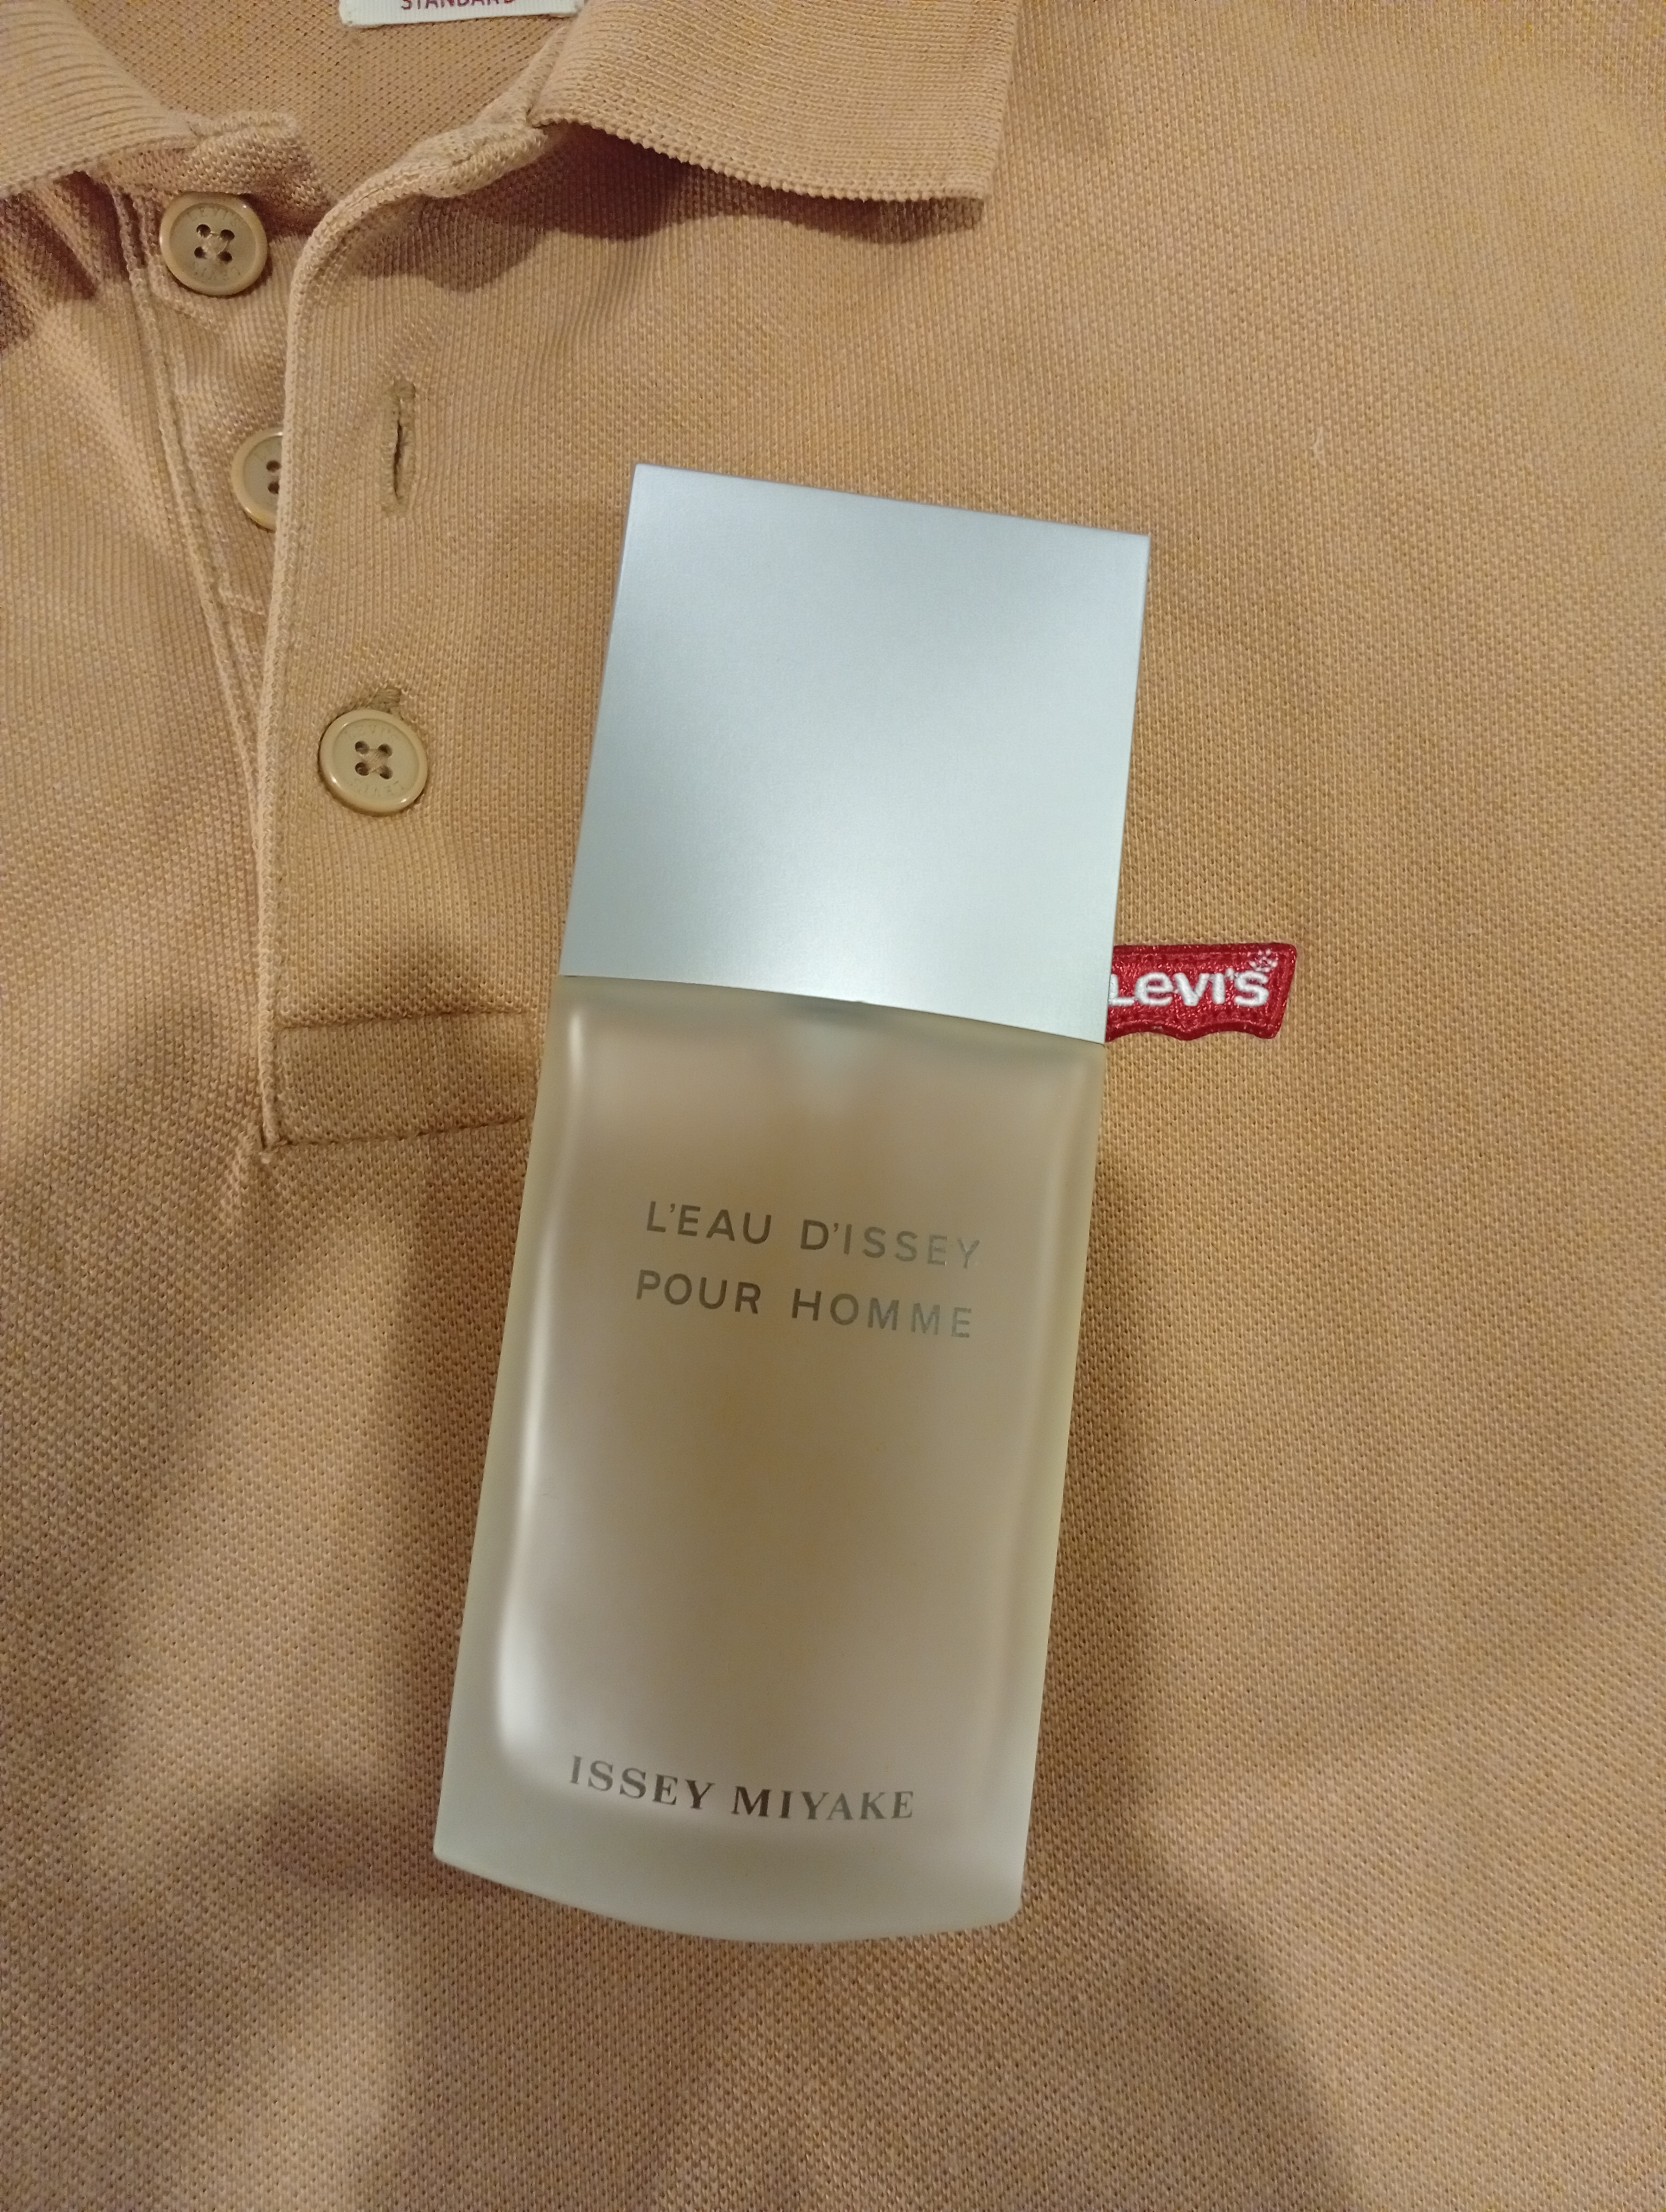 STANDARD
Levi's
L'EAU D'ISSEY
POUR HOMME
ISSEY MIYAKE